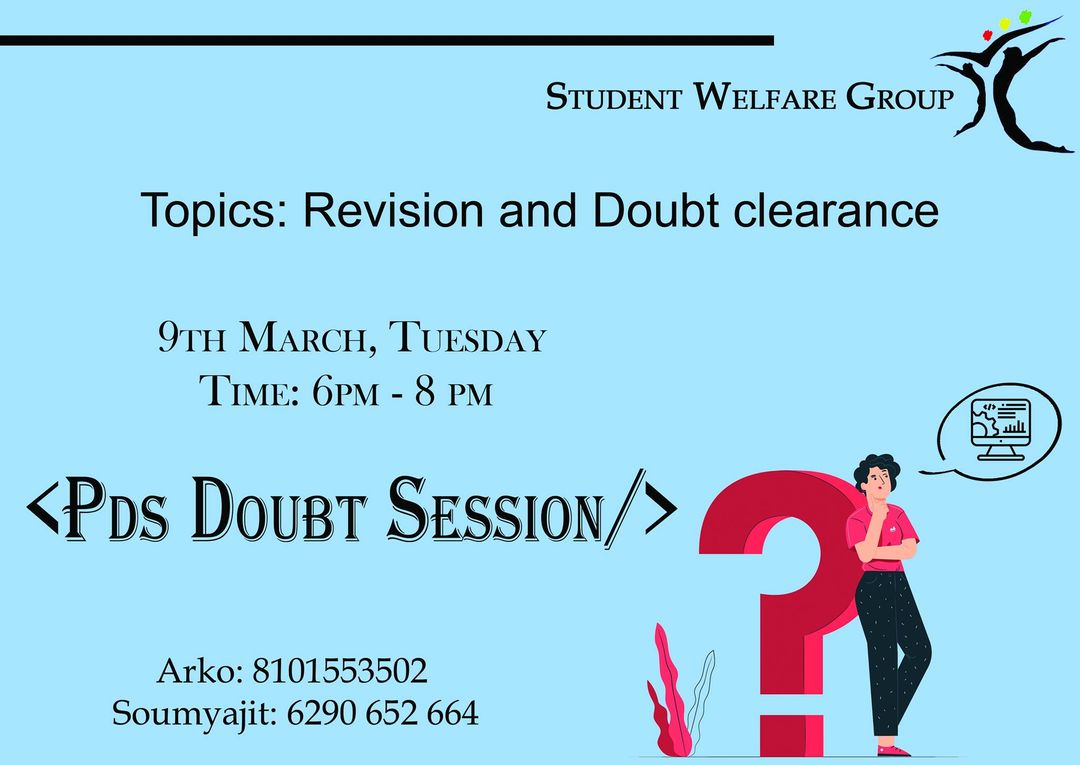 Student Welfare Group
Topics: Revision and Doubt clearance
9th March, Tuesday
Time: 6pm - 8 pm
<Pds Doubt Session/>
Arko: 8101553502
Soumyajit: 6290 652 664